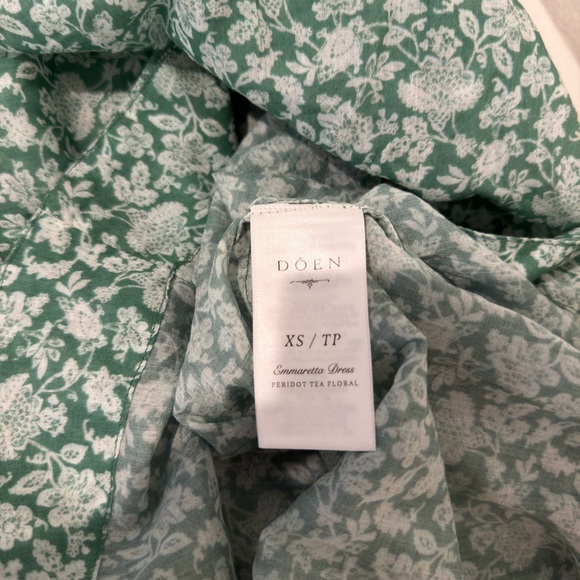 DÔEN
XS / TP
Emmaretta Dress
PERIDOT TEA FLORAL